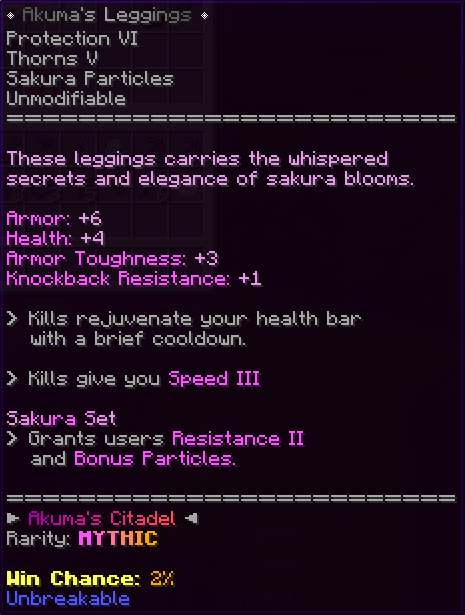 ◈ Akuma's Leggings ◈
Protection VI
Thorns V
Sakura Particles
Unmodifiable
============================
These leggings carries the whispered
secrets and elegance of sakura blooms.
Armor: +6
Health: +4
Armor Toughness: +3
Knockback Resistance: +1
> Kills rejuvenate your health bar
with a brief cooldown.
> Kills give you Speed III
Sakura Set
> Grants users Resistance II
and Bonus Particles.
============================
► Akuma's Citadel ◄
Rarity: MYTHIC
Win Chance: 2%
Unbreakable